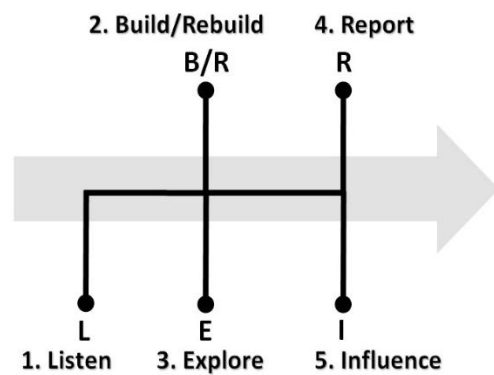 2. Build/Rebuild 4. Report
B/R R
L E I
1. Listen 3. Explore 5. Influence